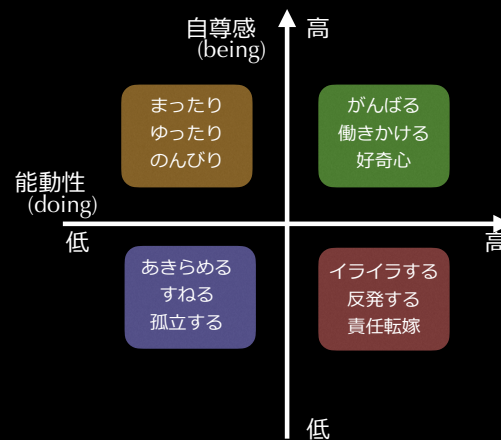 自尊感
(being)
高
まったり
ゆったり
のんびり
がんばる
働きかける
好奇心
能動性
(doing)
低
高
あきらめる
すねる
孤立する
イライラする
反発する
責任転嫁
低